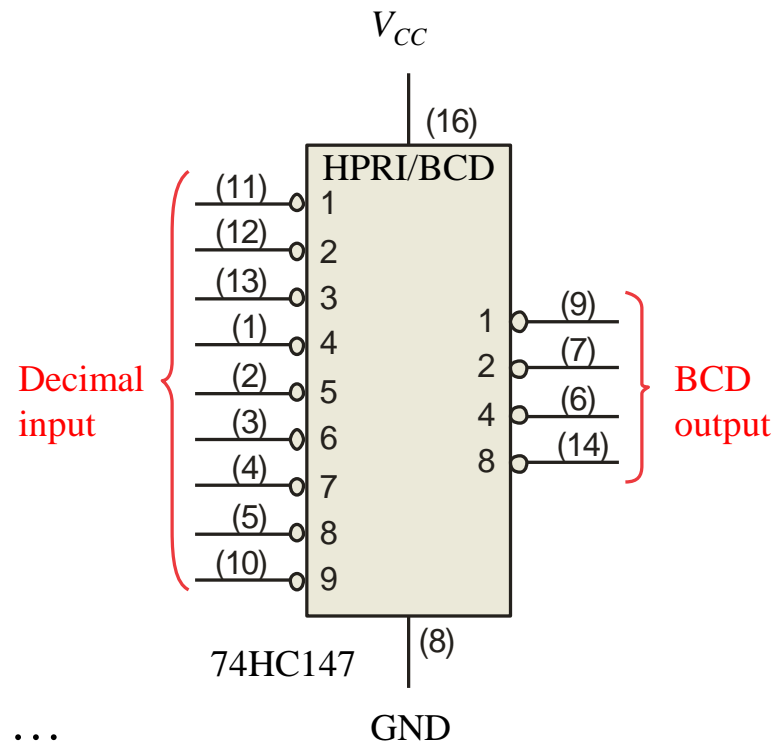 V_CC
(16)
HPRI/BCD
(11) 1
(12) 2
(13) 3
(1) 4
(2) 5
(3) 6
(4) 7
(5) 8
(10) 9
1 (9)
2 (7)
4 (6)
8 (14)
Decimal
input
BCD
output
(8)
74HC147
GND
...